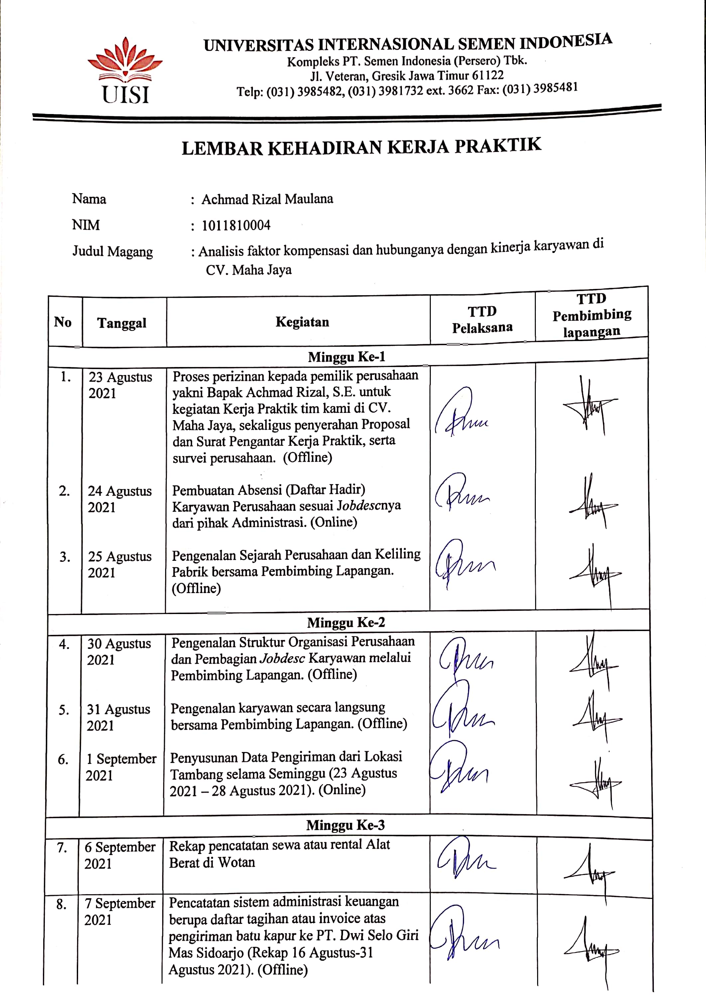 UISI
UNIVERSITAS INTERNASIONAL SEMEN INDONESIA
Kompleks PT. Semen Indonesia (Persero) Tbk.
Jl. Veteran, Gresik Jawa Timur 61122
Telp: (031) 3985482, (031) 3981732 ext. 3662 Fax: (031) 3985481
LEMBAR KEHADIRAN KERJA PRAKTIK
Nama : Achmad Rizal Maulana
NIM : 1011810004
Judul Magang : Analisis faktor kompensasi dan hubunganya dengan kinerja karyawan di
CV. Maha Jaya
No
Tanggal
Kegiatan
TTD
Pelaksana
TTD
Pembimbing
lapangan
Minggu Ke-1
1.
23 Agustus
2021
Proses perizinan kepada pemilik perusahaan
yakni Bapak Achmad Rizal, S.E. untuk
kegiatan Kerja Praktik tim kami di CV.
Maha Jaya, sekaligus penyerahan Proposal
dan Surat Pengantar Kerja Praktik, serta
survei perusahaan. (Offline)
2.
24 Agustus
2021
Pembuatan Absensi (Daftar Hadir)
Karyawan Perusahaan sesuai Jobdescnya
dari pihak Administrasi. (Online)
3.
25 Agustus
2021
Pengenalan Sejarah Perusahaan dan Keliling
Pabrik bersama Pembimbing Lapangan.
(Offline)
Minggu Ke-2
4.
30 Agustus
2021
Pengenalan Struktur Organisasi Perusahaan
dan Pembagian Jobdesc Karyawan melalui
Pembimbing Lapangan. (Offline)
5.
31 Agustus
2021
Pengenalan karyawan secara langsung
bersama Pembimbing Lapangan. (Offline)
6.
1 September
2021
Penyusunan Data Pengiriman dari Lokasi
Tambang selama Seminggu (23 Agustus
2021 – 28 Agustus 2021). (Online)
Minggu Ke-3
7.
6 September
2021
Rekap pencatatan sewa atau rental Alat
Berat di Wotan
8.
7 September
2021
Pencatatan sistem administrasi keuangan
berupa daftar tagihan atau invoice atas
pengiriman batu kapur ke PT. Dwi Selo Giri
Mas Sidoarjo (Rekap 16 Agustus-31
Agustus 2021). (Offline)